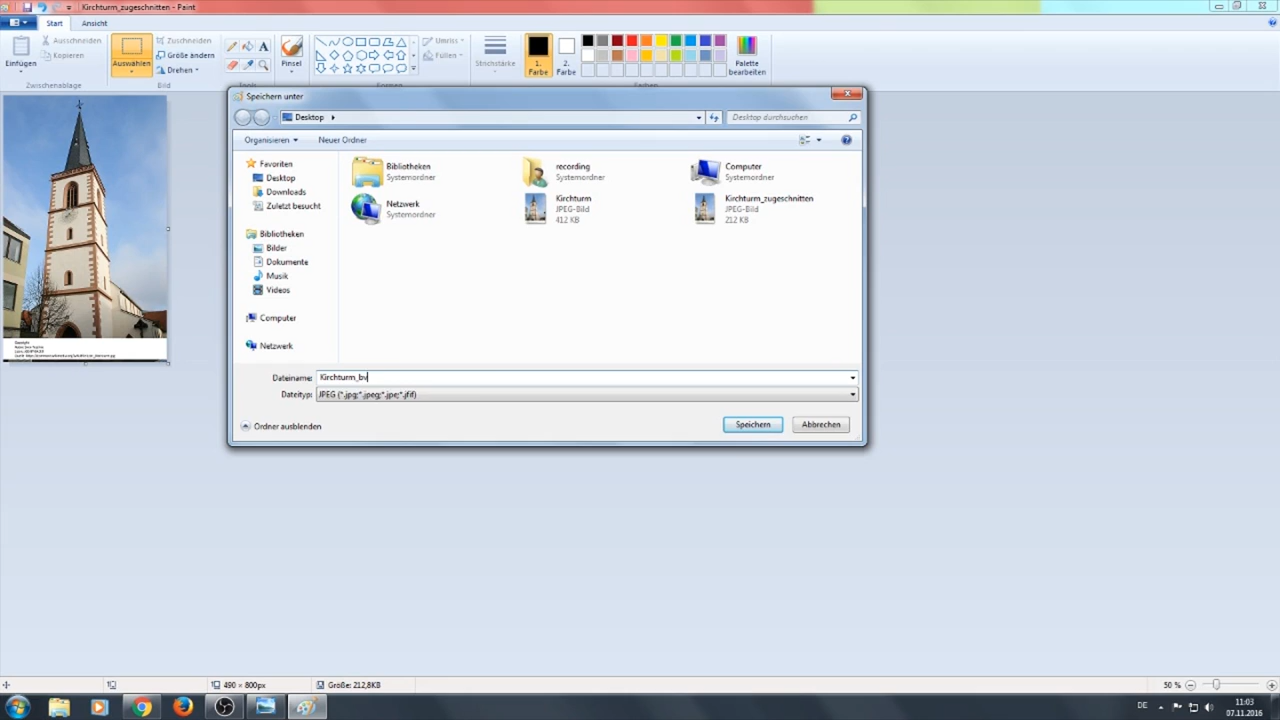 Kirchturm_zugeschnitten - Paint
Start
Ansicht
Einfügen
Ausschneiden
Kopieren
Zwischenablage
Auswählen
Zuschneiden
Größe ändern
Drehen
Bild
A
Pinsel
Umriss
Füllen
Strichstärke
1.
Farbe
2.
Farbe
Palette
bearbeiten
Speichern unter
Desktop
Desktop durchsuchen
Organisieren
Neuer Ordner
Favoriten
Desktop
Downloads
Zuletzt besucht
Bibliotheken
Bilder
Dokumente
Musik
Videos
Computer
Netzwerk
Bibliotheken
Systemordner
recording
Systemordner
Computer
Systemordner
Netzwerk
Systemordner
Kirchturm
JPEG-Bild
412 KB
Kirchturm_zugeschnitten
JPEG-Bild
212 KB
Dateiname:
Kirchturm_bv
Dateityp:
JPEG (*.jpg;*.jpeg;*.jpe;*.jfif)
Ordner ausblenden
Speichern
Abbrechen
490 × 800px
Größe: 212,8KB
50 %
DE
11:03
07.11.2016